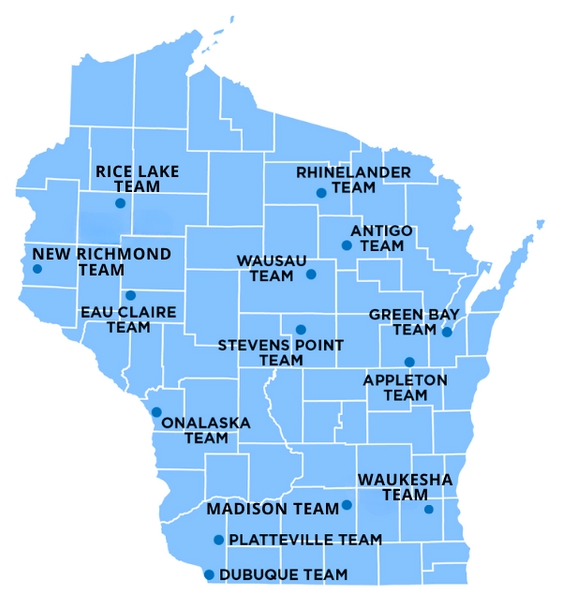 RICE LAKE
TEAM
RHINELANDER
TEAM
ANTIGO
TEAM
NEW RICHMOND
TEAM
WAUSAU
TEAM
EAU CLAIRE
TEAM
GREEN BAY
TEAM
STEVENS POINT
TEAM
APPLETON
TEAM
ONALASKA
TEAM
WAUKESHA
TEAM
MADISON TEAM
PLATTEVILLE TEAM
DUBUQUE TEAM